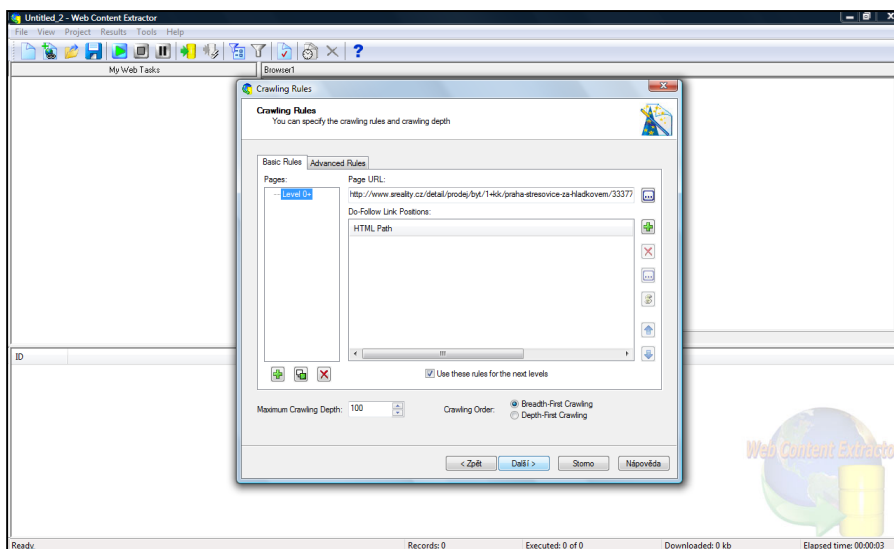 Untitled_2 - Web Content Extractor
File View Project Results Tools Help
My Web Tasks
Browser1
Crawling Rules
Crawling Rules
You can specify the crawling rules and crawling depth
Basic Rules Advanced Rules
Pages:
Page URL:
Level 0+
http://www.sreality.cz/detail/prodej/byt/1+kk/praha-stresovice-za-hladkovem/33377
Do-Follow Link Positions:
HTML Path
ID
Use these rules for the next levels
Maximum Crawling Depth: 100
Crawling Order:
Breadth-First Crawling
Depth-First Crawling
< Zpět
Další >
Storno
Nápověda
Web Content Extracto
Ready.
Records: 0
Executed: 0 of 0
Downloaded: 0 kb
Elapsed time: 00:00:03